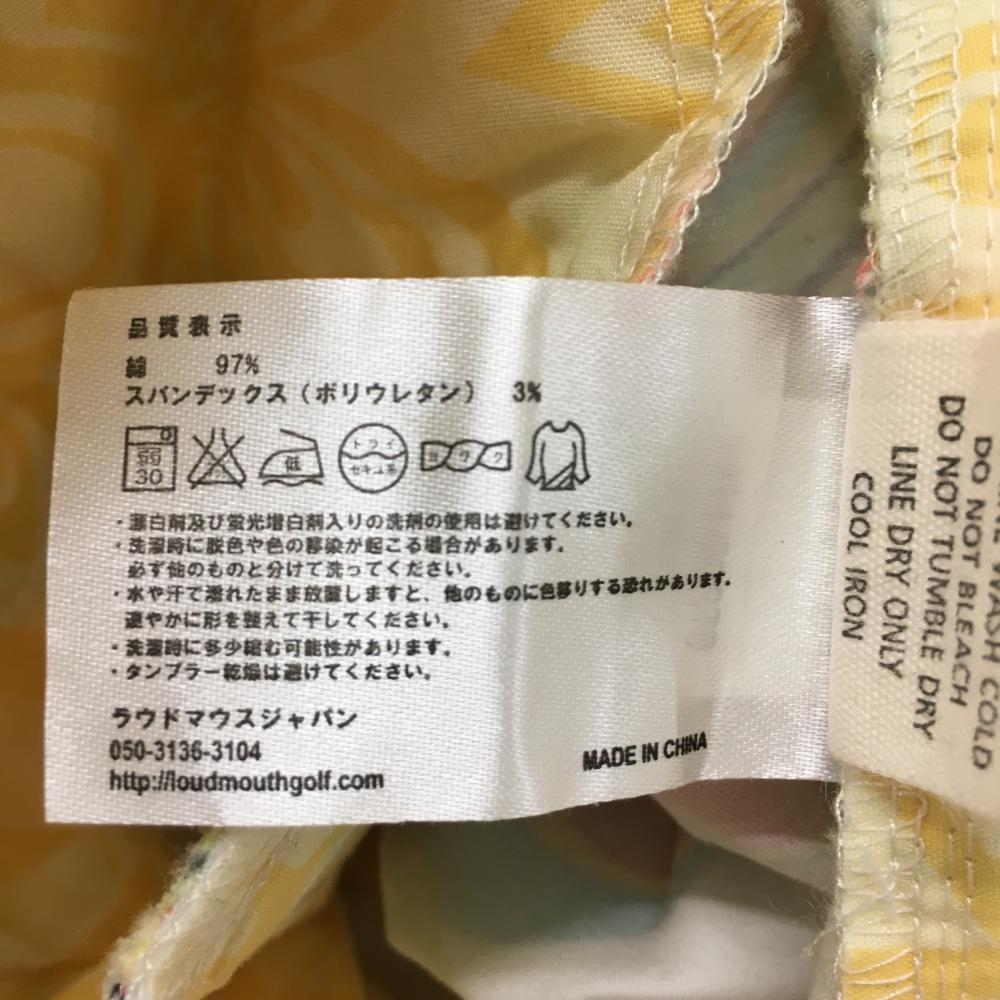 品質表示
綿 97%
スパンデックス（ポリウレタン） 3%
弱
30
低
ドライ
セキユ系
ヨワク
・漂白剤及び蛍光増白剤入りの洗剤の使用は避けてください。
・洗濯時に脱色や色の移染が起こる場合があります。
必ず他のものと分けて洗ってください。
・水や汗で濡れたまま放置しますと、他のものに色移りする恐れがあります。
速やかに形を整えて干してください。
・洗濯時に多少縮む可能性があります。
・タンブラー乾燥は避けてください。
ラウドマウスジャパン
050-3136-3104
http://loudmouthgolf.com
MADE IN CHINA
WASH COLD
DO NOT BLEACH
DO NOT TUMBLE DRY
LINE DRY ONLY
COOL IRON